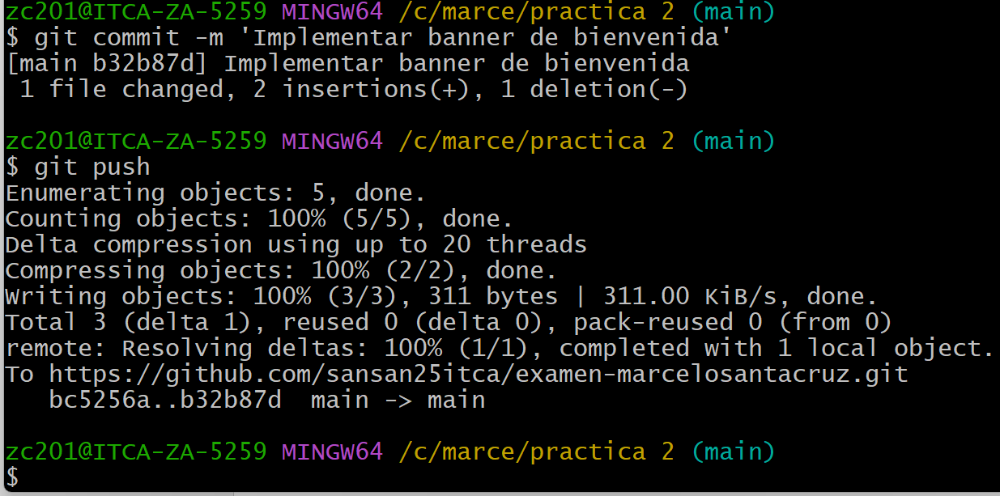 zc201@ITCA-ZA-5259 MINGW64 /c/marce/practica 2 (main)
$ git commit -m 'Implementar banner de bienvenida'
[main b32b87d] Implementar banner de bienvenida
 1 file changed, 2 insertions(+), 1 deletion(-)

zc201@ITCA-ZA-5259 MINGW64 /c/marce/practica 2 (main)
$ git push
Enumerating objects: 5, done.
Counting objects: 100% (5/5), done.
Delta compression using up to 20 threads
Compressing objects: 100% (2/2), done.
Writing objects: 100% (3/3), 311 bytes | 311.00 KiB/s, done.
Total 3 (delta 1), reused 0 (delta 0), pack-reused 0 (from 0)
remote: Resolving deltas: 100% (1/1), completed with 1 local object.
To https://github.com/sansan25itca/examen-marcelosantacruz.git
   bc5256a..b32b87d  main -> main

zc201@ITCA-ZA-5259 MINGW64 /c/marce/practica 2 (main)
$